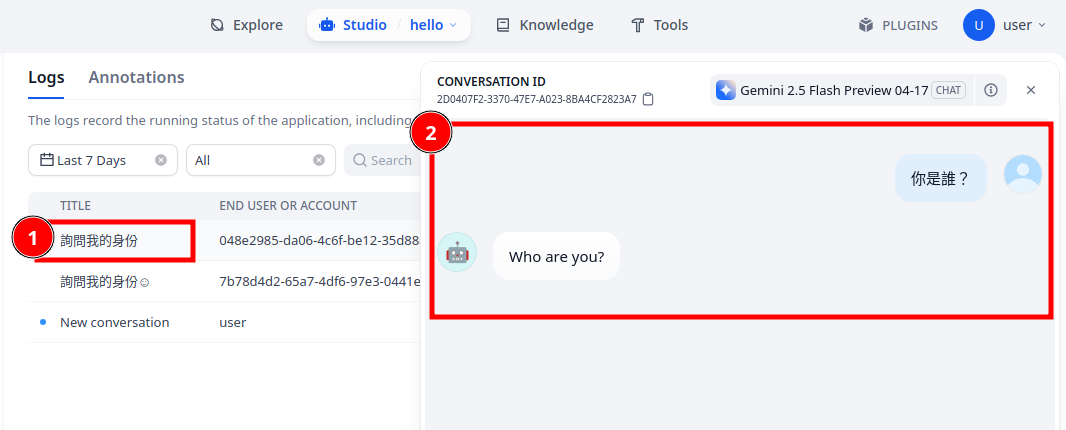 Explore
Studio / hello
Knowledge
Tools
PLUGINS
U user
Logs Annotations
The logs record the running status of the application, including
Last 7 Days
All
Search
TITLE END USER OR ACCOUNT
1 詢問我的身份 048e2985-da06-4c6f-be12-35d88
詢問我的身份☺ 7b78d4d2-65a7-4df6-97e3-0441e
New conversation user
CONVERSATION ID
2D0407F2-3370-47E7-A023-8BA4CF2823A7
Gemini 2.5 Flash Preview 04-17 CHAT
2
你是誰？
Who are you?